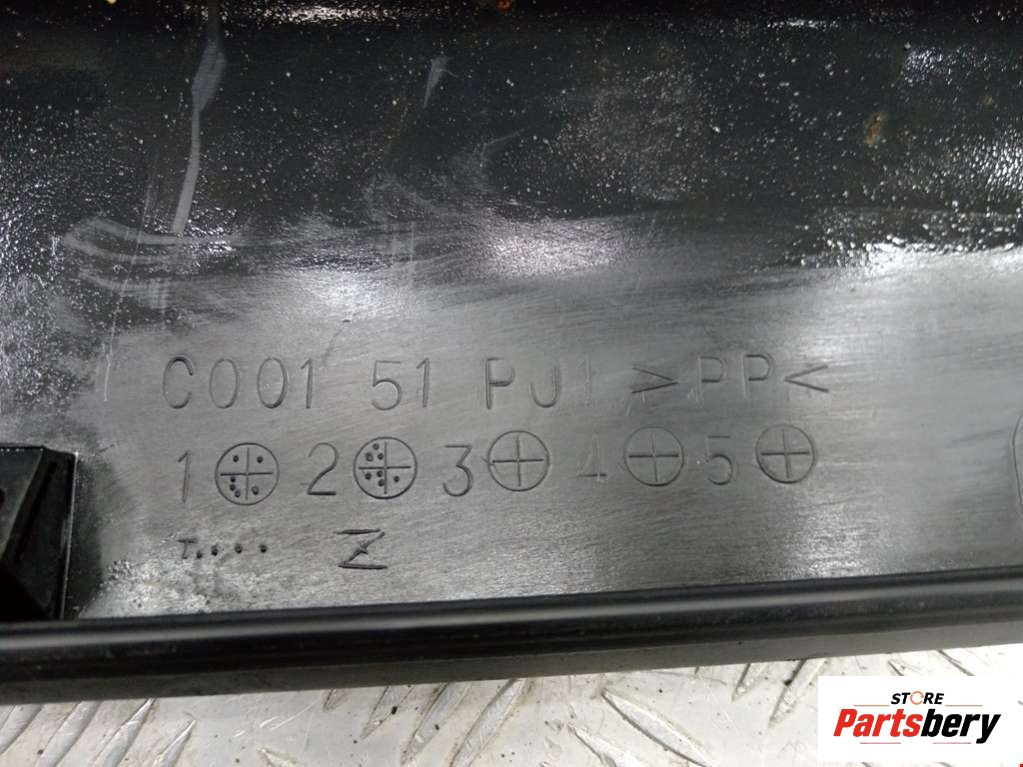 C001 51 PJ1 >PP<
1 2 3 4 5
T.... Z
STORE
Partsbery